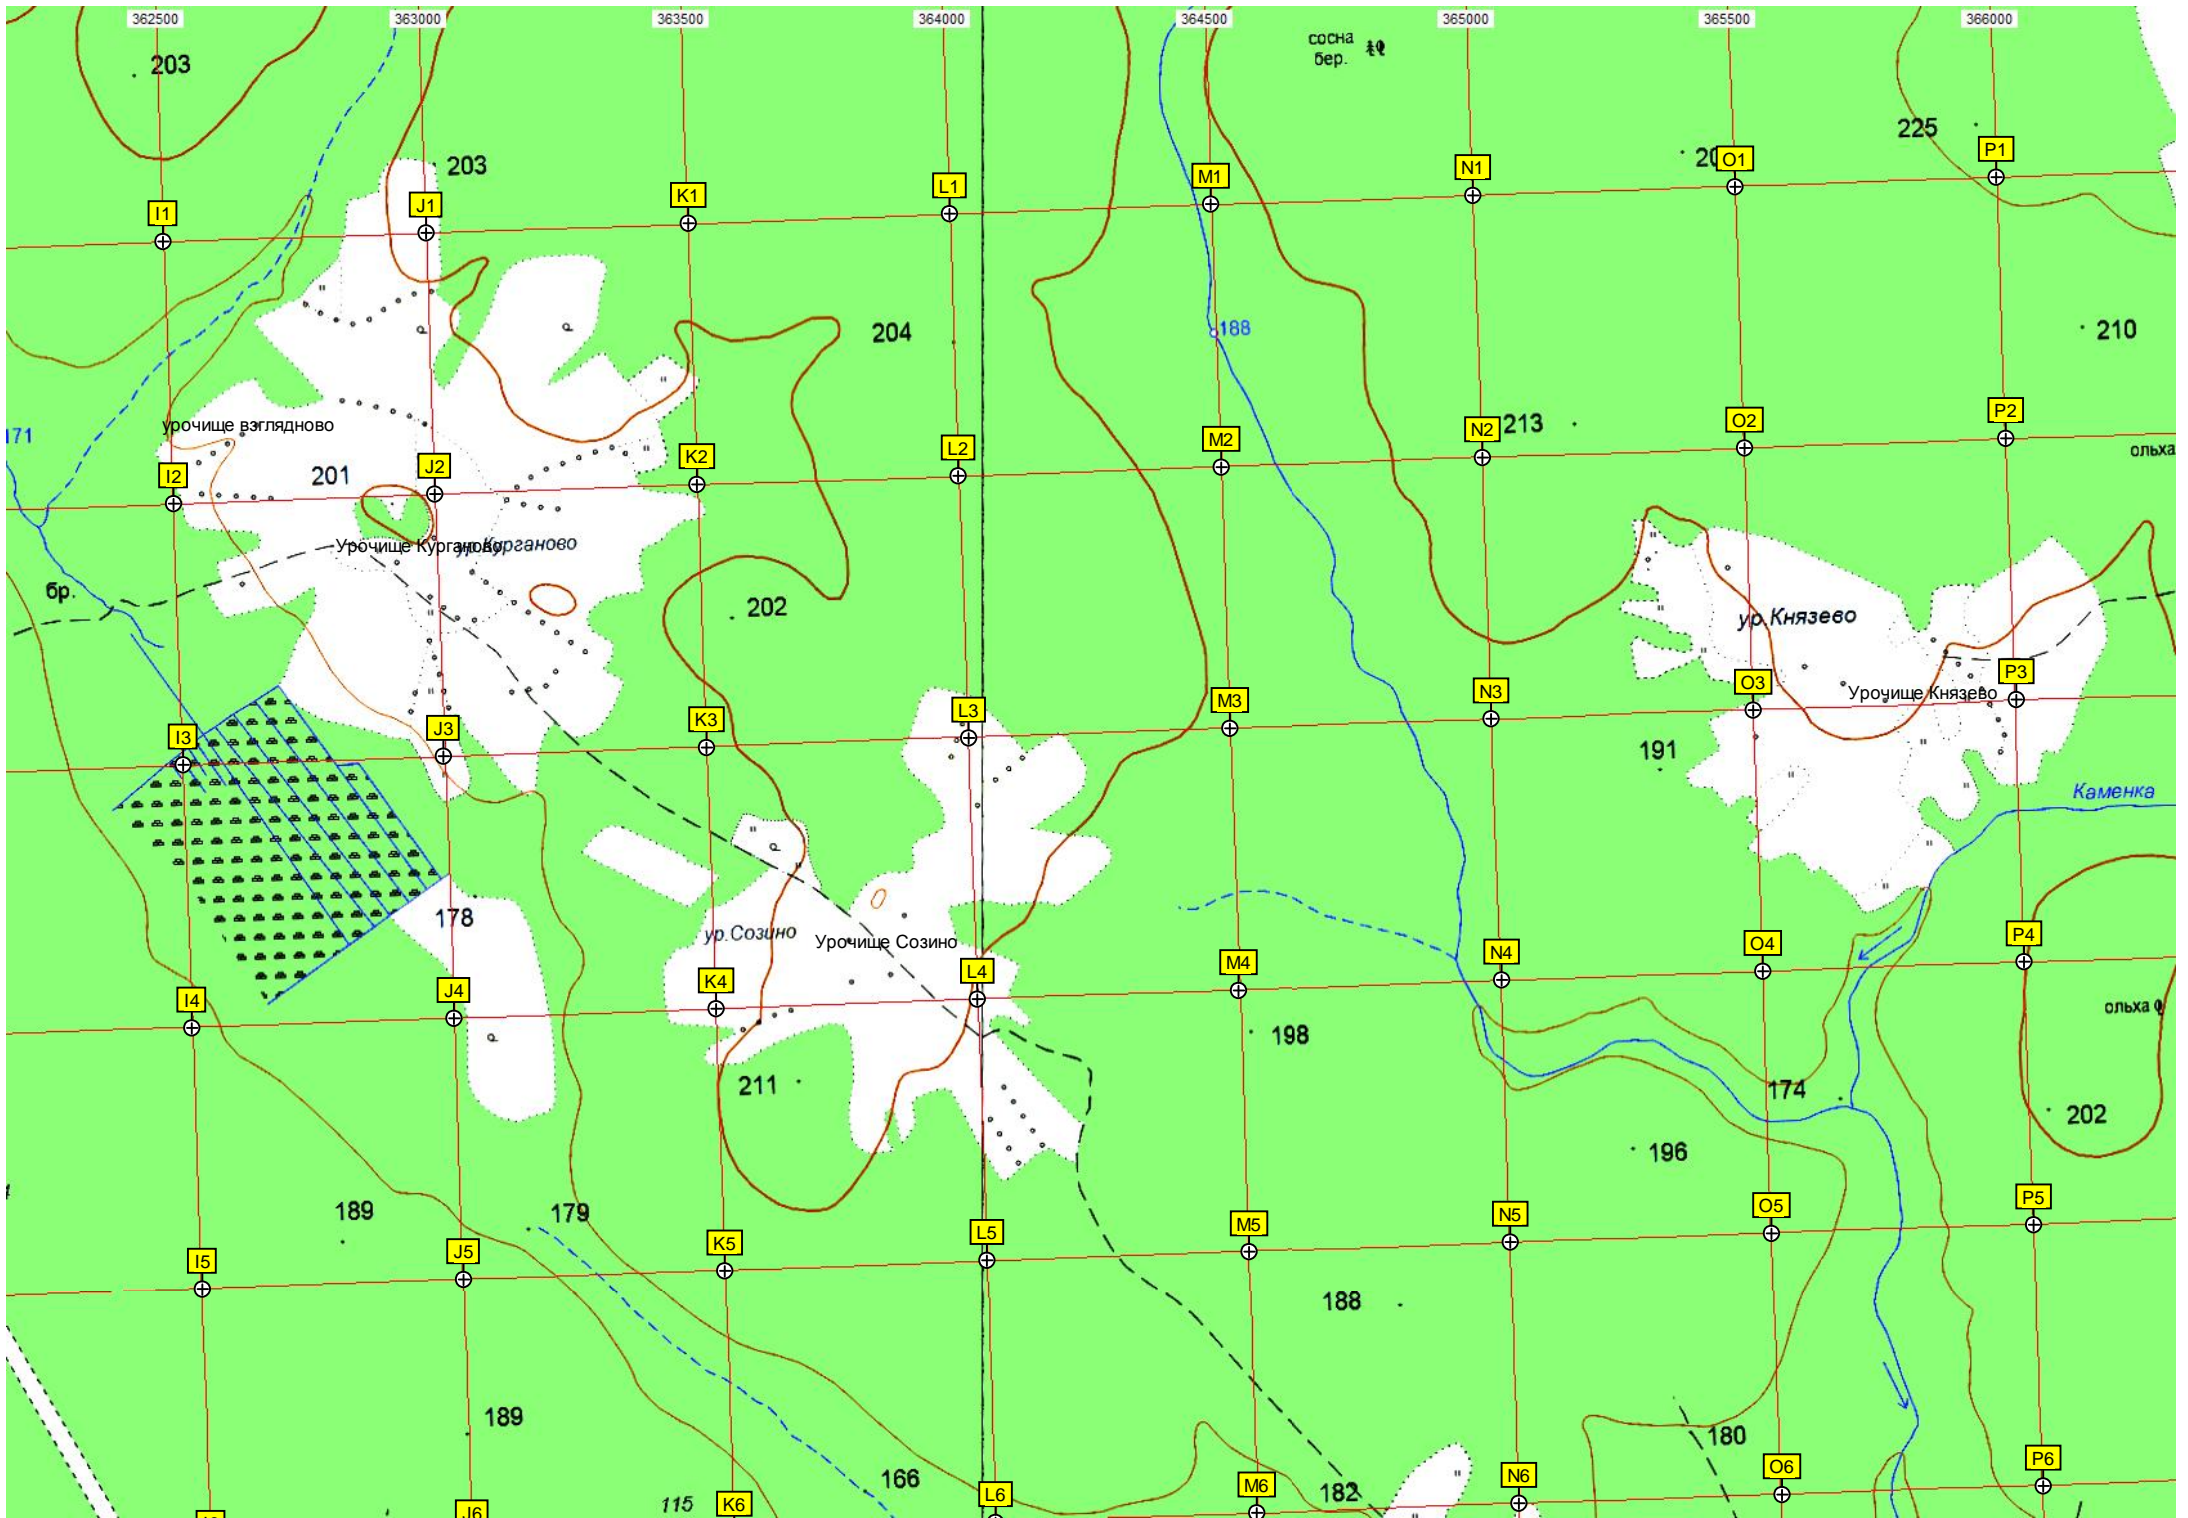 362500 363000 363500 364000 364500 365000 365500 366000
сосна
бер.
203
225
203
P1
O1
N1
M1
L1
K1
J1
I1
188
204
210
P2
O2
N2 213
M2
L2
K2
J2
I2
171
урочище взглядново
201
ольха
Урочище Курганово
ур.Курганово
бр.
202
ур.Князево
P3
O3
N3
M3
L3
K3
J3
I3
Урочище Князево
191
Каменка
178
ур.Созино
Урочище Созино
P4
O4
N4
M4
L4
K4
J4
I4
ольха
198
211
174
202
196
189
179
P5
O5
N5
M5
L5
K5
J5
I5
188
189
180
166
182
115
P6
O6
N6
M6
L6
K6
J6